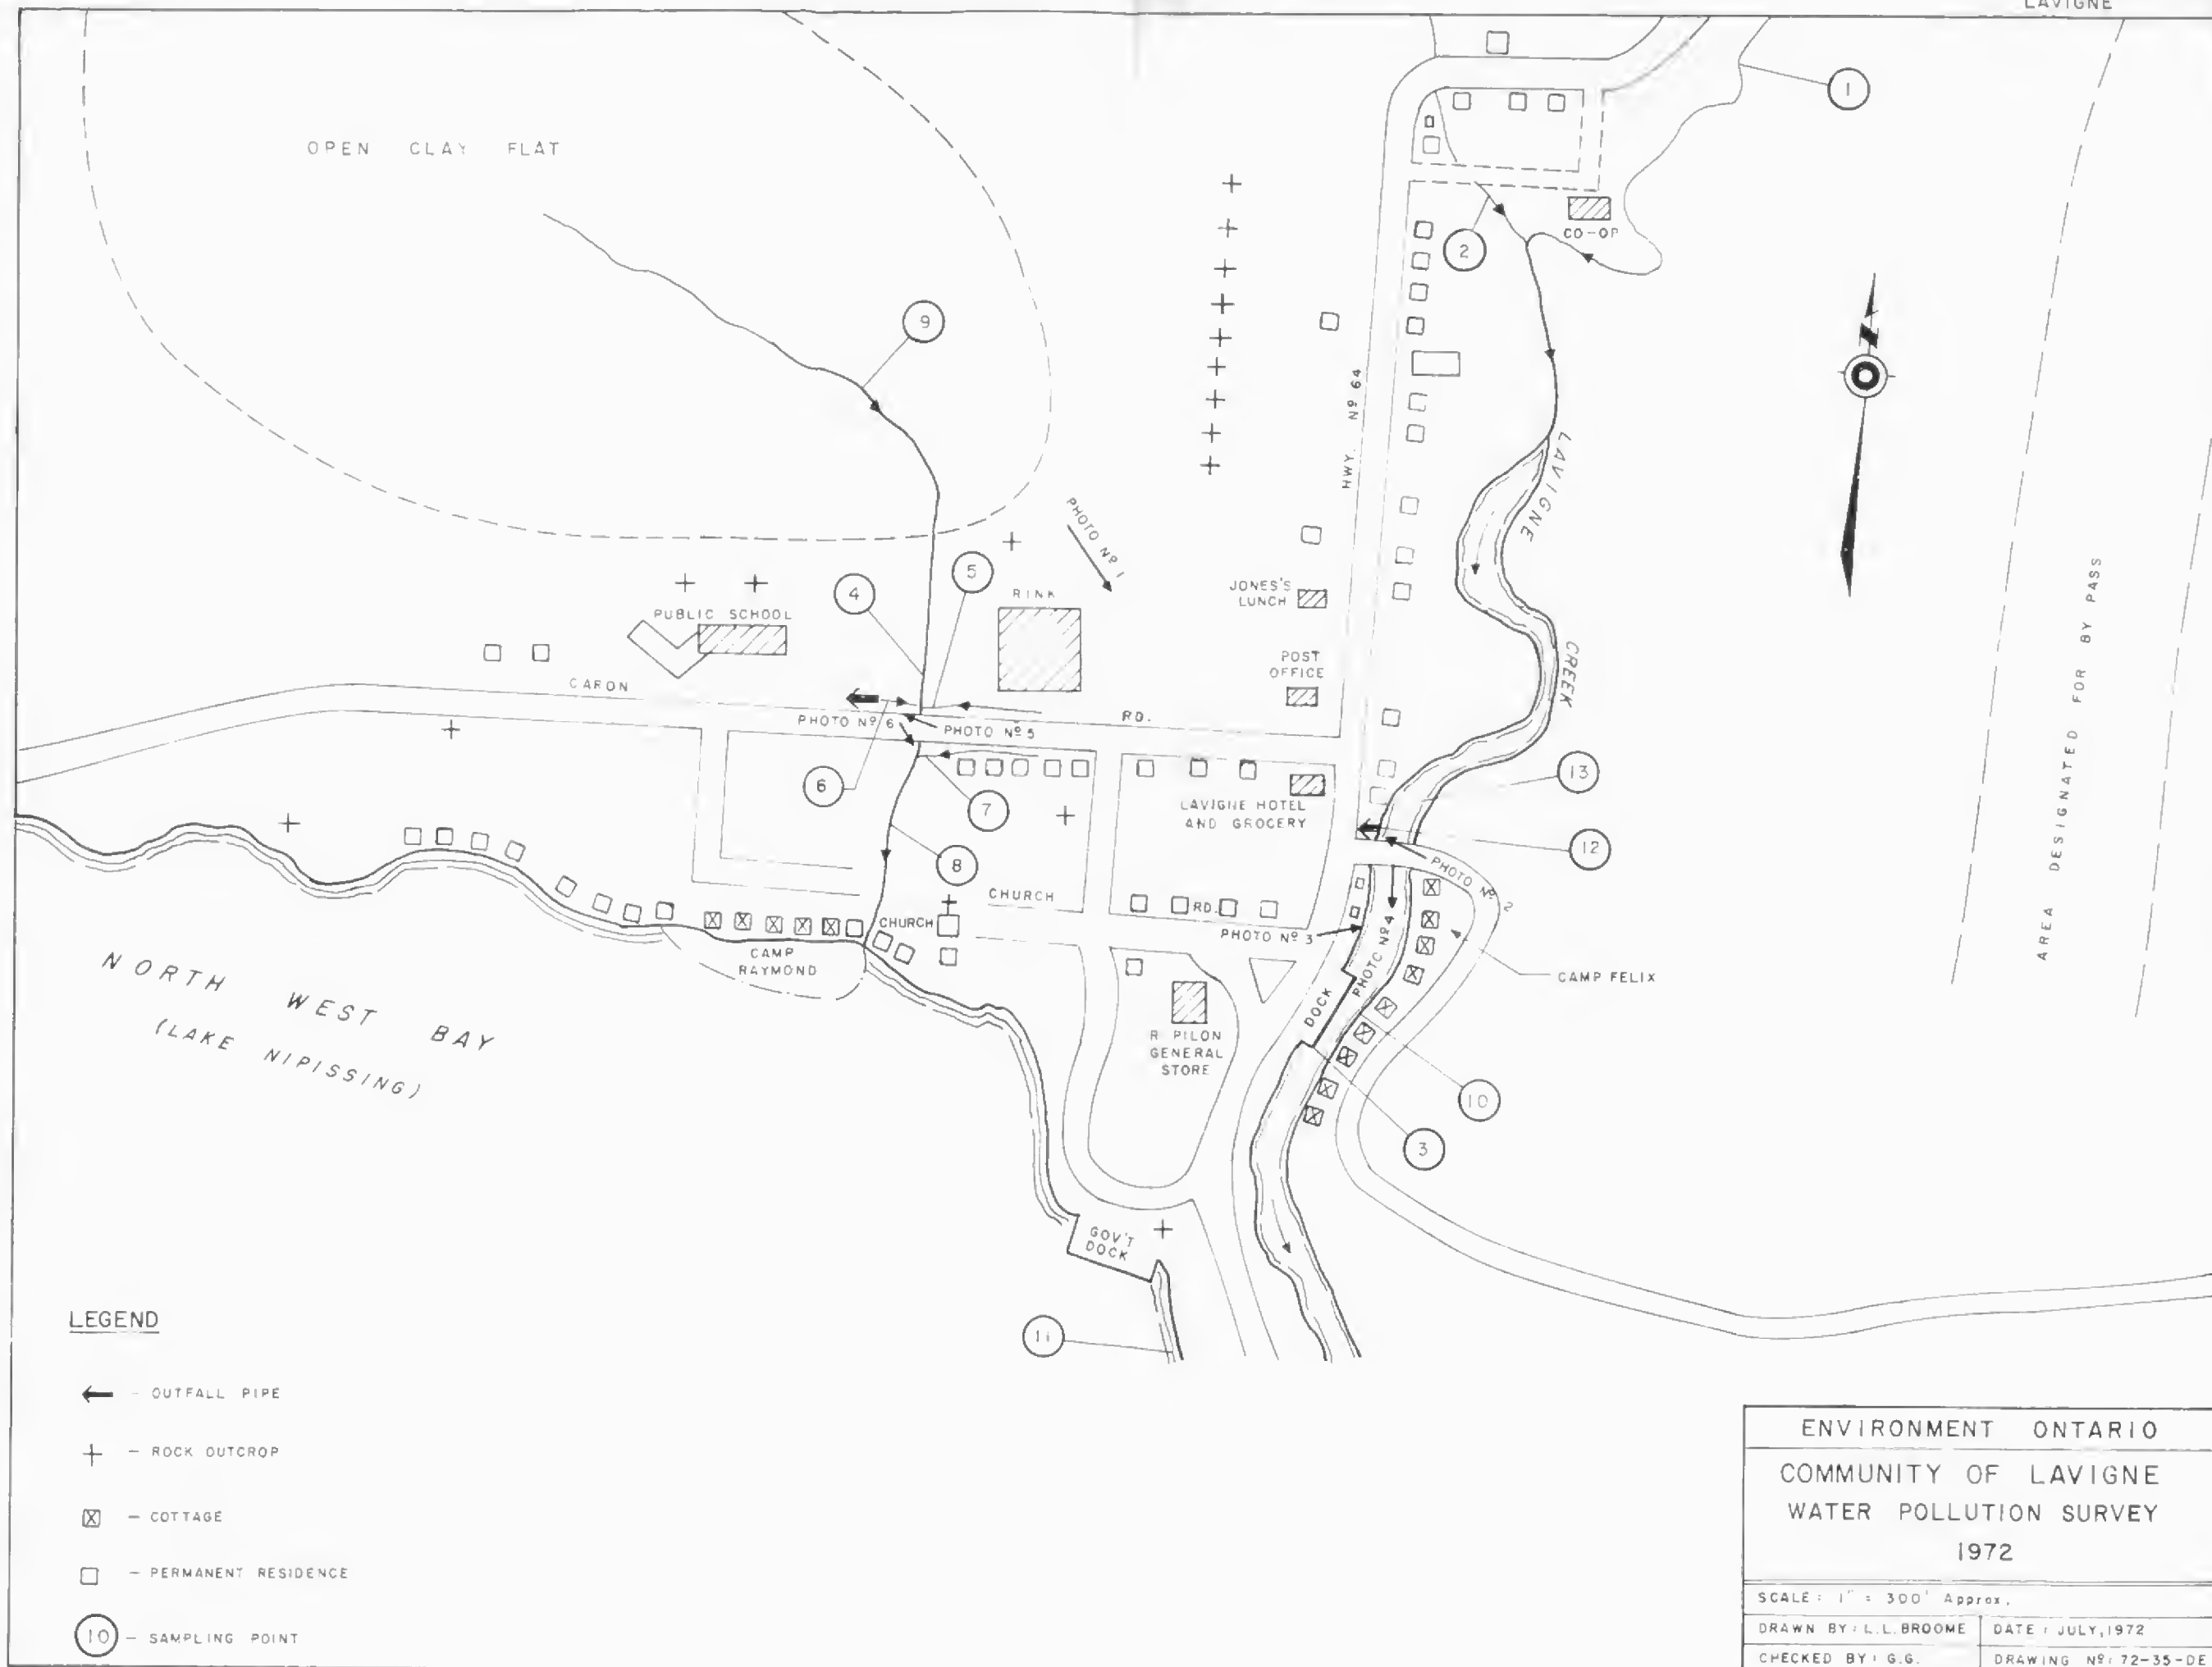 LAVIGNE
OPEN CLAY FLAT
1
2
CO-OP
9
HWY. Nº 64
LAVIGNE
CREEK
PHOTO Nº 1
5
4
RINK
PUBLIC SCHOOL
JONES'S
LUNCH
POST
OFFICE
CARON
RD.
PHOTO Nº 6
PHOTO Nº 5
6
7
8
13
12
LAVIGNE HOTEL
AND GROCERY
PHOTO Nº 2
CHURCH
RD.
CHURCH
PHOTO Nº 3
PHOTO Nº 4
CAMP
RAYMOND
CAMP FELIX
DOCK
R. PILON
GENERAL
STORE
10
3
AREA DESIGNATED FOR BY PASS
N
NORTH WEST BAY
(LAKE NIPISSING)
GOV'T
DOCK
11
LEGEND
- OUTFALL PIPE
- ROCK OUTCROP
- COTTAGE
- PERMANENT RESIDENCE
10 - SAMPLING POINT
ENVIRONMENT ONTARIO
COMMUNITY OF LAVIGNE
WATER POLLUTION SURVEY
1972
SCALE: 1" = 300' Approx.
DRAWN BY: L.L. BROOME
DATE: JULY, 1972
CHECKED BY: G.G.
DRAWING Nº: 72-35-DE